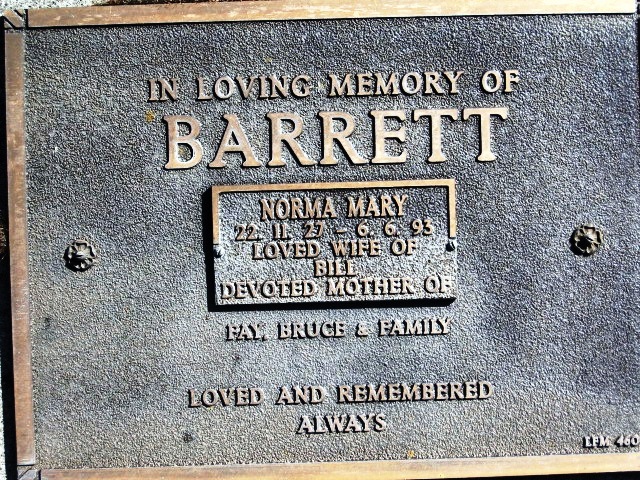 IN LOVING MEMORY OF
BARRETT
NORMA MARY
22. 11. 27 - 6. 6. 93
LOVED WIFE OF
BILL
DEVOTED MOTHER OF
FAY, BRUCE & FAMILY
LOVED AND REMEMBERED
ALWAYS
LFM 460